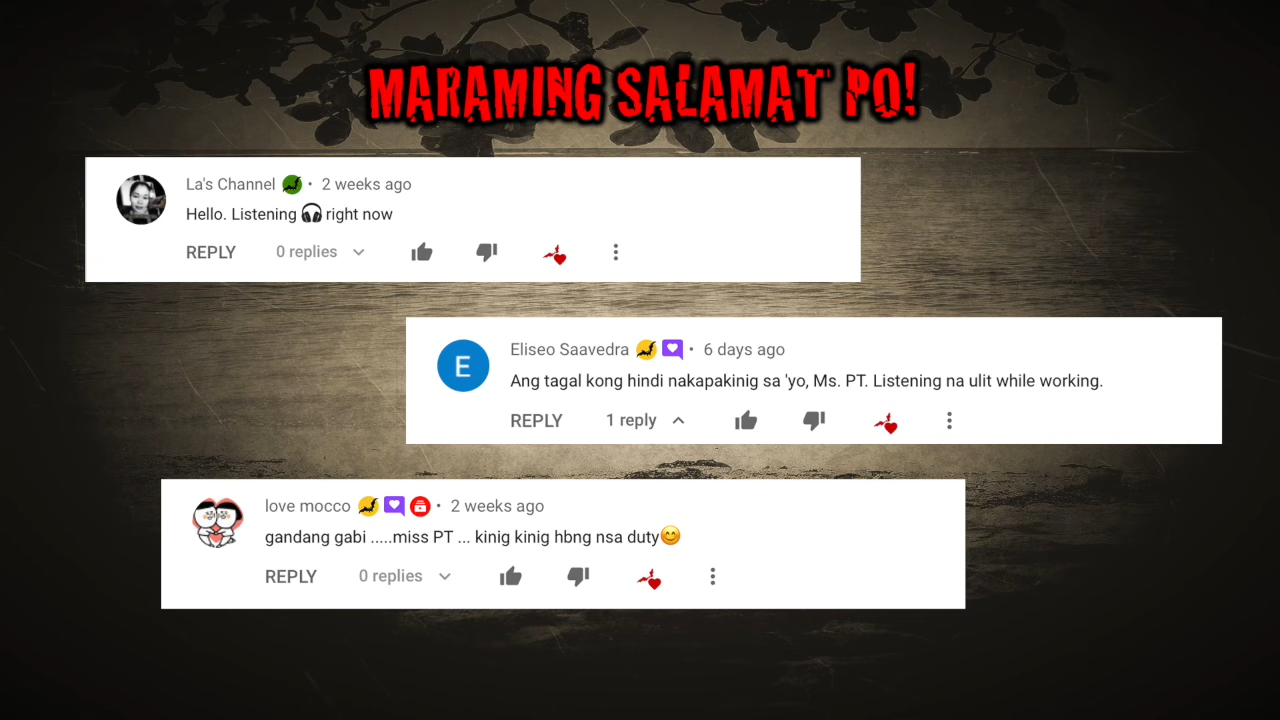 MARAMING SALAMAT PO!
La's Channel • 2 weeks ago
Hello. Listening 🎧 right now
REPLY 0 replies
E
Eliseo Saavedra • 6 days ago
Ang tagal kong hindi nakapakinig sa 'yo, Ms. PT. Listening na ulit while working.
REPLY 1 reply
love mocco • 2 weeks ago
gandang gabi .....miss PT ... kinig kinig hbng nsa duty😊
REPLY 0 replies